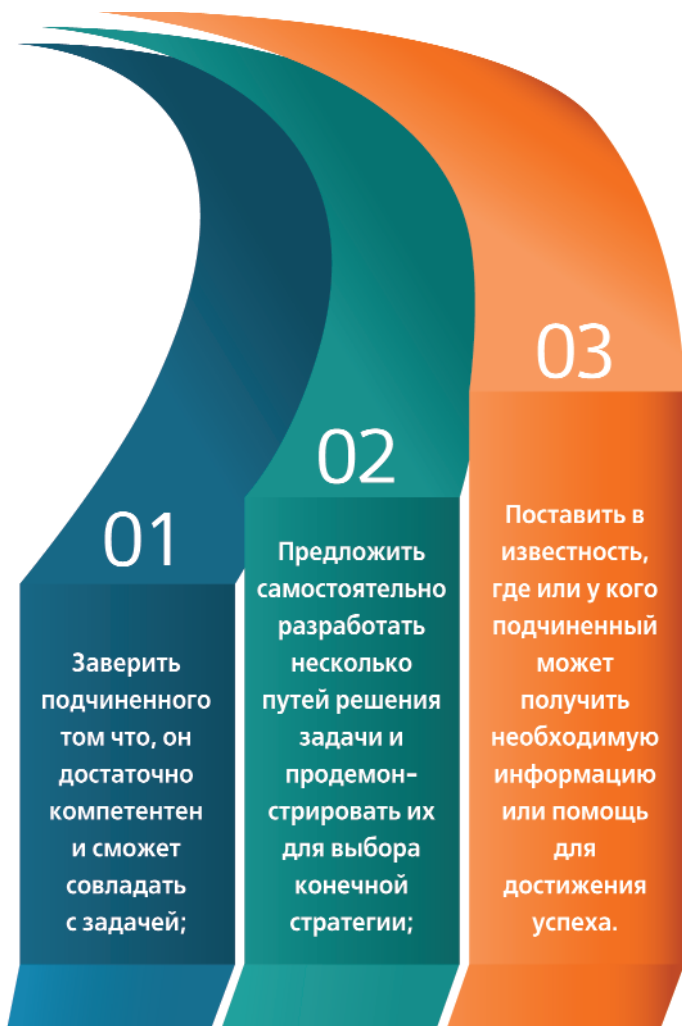 01
Заверить
подчиненного
том что, он
достаточно
компетентен
и сможет
совладать
с задачей;
02
Предложить
самостоятельно
разработать
несколько
путей решения
задачи и
продемон-
стрировать их
для выбора
конечной
стратегии;
03
Поставить в
известность,
где или у кого
подчиненный
может
получить
необходимую
информацию
или помощь
для
достижения
успеха.